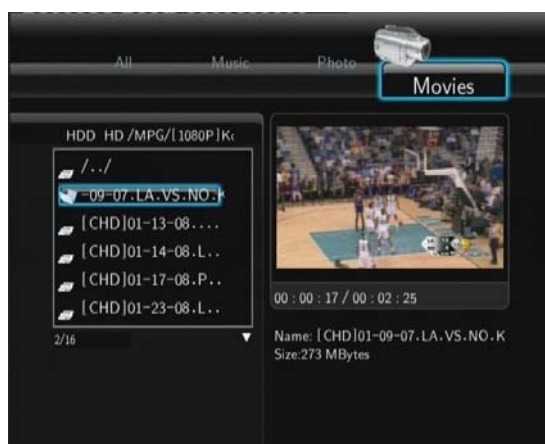 All Music Photo
Movies
HDD HD/MPG/[1080P]K
/../
-09-07.LA.VS.NO.K
[CHD]01-13-08....
[CHD]01-14-08.L..
[CHD]01-17-08.P..
[CHD]01-23-08.L..
2/16
00:00:17/00:02:25
Name: [CHD]01-09-07.LA.VS.NO.K
Size:273 MBytes